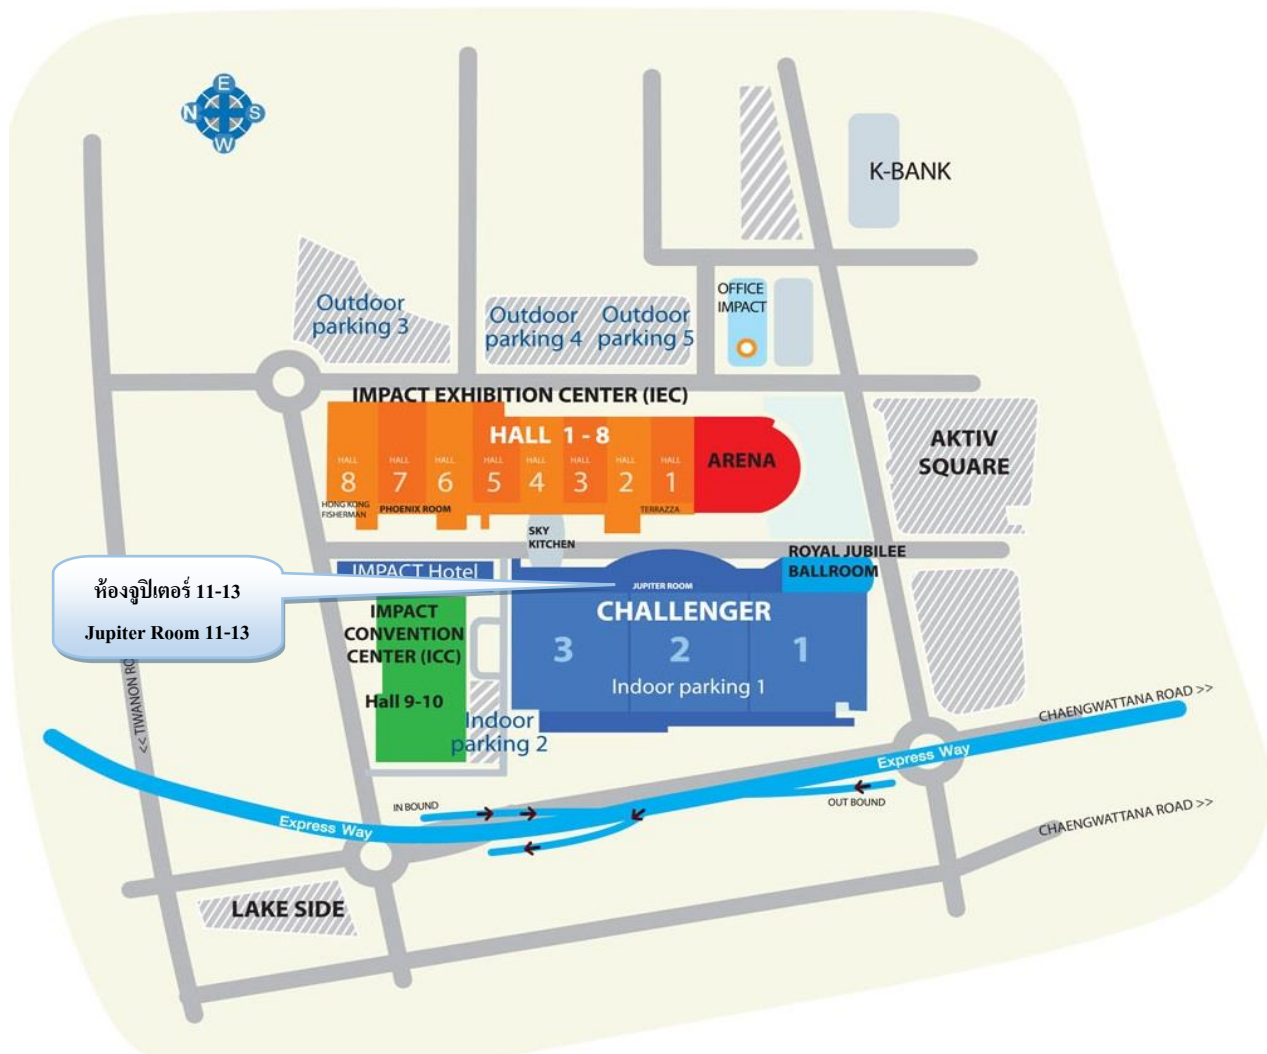 E
N
S
W
K-BANK
OFFICE
IMPACT
Outdoor
parking 3
Outdoor
parking 4
Outdoor
parking 5
IMPACT EXHIBITION CENTER (IEC)
HALL 1 - 8
HALL
8
HALL
7
HALL
6
HALL
5
HALL
4
HALL
3
HALL
2
HALL
1
ARENA
AKTIV
SQUARE
HONG KONG
FISHERMAN
PHOENIX ROOM
TERRAZZA
SKY
KITCHEN
ROYAL JUBILEE
BALLROOM
IMPACT Hotel
ห้องจูปิเตอร์ 11-13
Jupiter Room 11-13
JUPITER ROOM
CHALLENGER
3
2
1
Indoor parking 1
IMPACT
CONVENTION
CENTER (ICC)
Hall 9-10
Indoor
parking 2
<< TIWANON RO
CHAENGWATTANA ROAD >>
Express Way
IN BOUND
OUT BOUND
Express Way
CHAENGWATTANA ROAD >>
LAKE SIDE